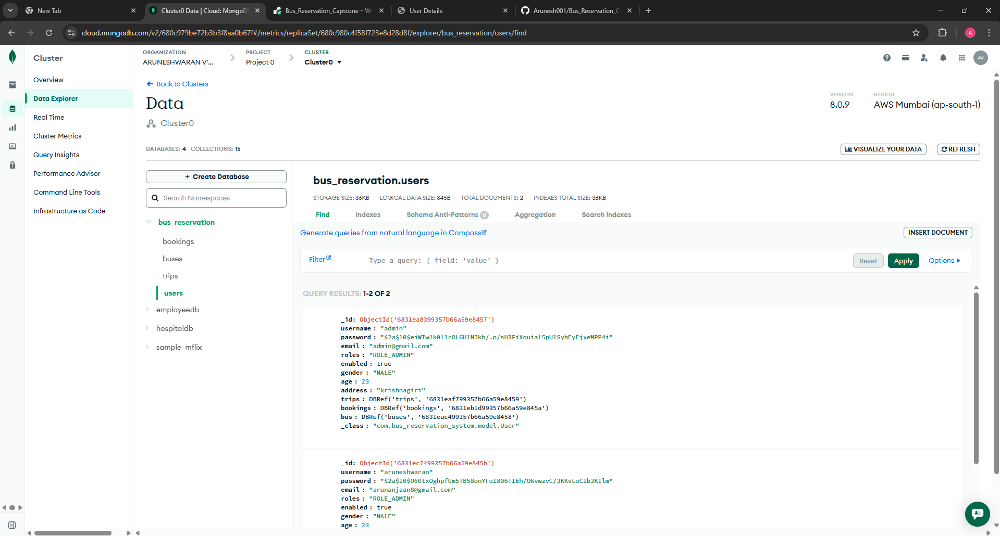 New Tab
Cluster0 Data | Cloud: MongoD
Bus_Reservation_Capstone • W
User Details
Arunesh001/Bus_Reservation_C
cloud.mongodb.com/v2/680c979be72b3b3f8aa0b67f#/metrics/replicaSet/680c980c4f58f723e8d28d8f/explorer/bus_reservation/users/find
A
Cluster
ORGANIZATION
ARUNESHWARAN V'...
PROJECT
Project 0
CLUSTER
Cluster0
AV
Overview
Data Explorer
Real Time
Cluster Metrics
Query Insights
Performance Advisor
Command Line Tools
Infrastructure as Code
Back to Clusters
Data
Cluster0
VERSION
8.0.9
REGION
AWS Mumbai (ap-south-1)
DATABASES: 4 COLLECTIONS: 15
VISUALIZE YOUR DATA
REFRESH
+ Create Database
Search Namespaces
bus_reservation
bookings
buses
trips
users
employeedb
hospitaldb
sample_mflix
bus_reservation.users
STORAGE SIZE: 36KB LOGICAL DATA SIZE: 845B TOTAL DOCUMENTS: 2 INDEXES TOTAL SIZE: 36KB
Find Indexes Schema Anti-Patterns 0 Aggregation Search Indexes
Generate queries from natural language in Compass
INSERT DOCUMENT
Filter
Type a query: { field: 'value' }
Reset
Apply
Options
QUERY RESULTS: 1-2 OF 2
_id: ObjectId('6831ea8399357b66a59e8457')
username : "admin"
password : "$2a$10$eiWIw1k0l1rOL6H1MJkb/.p/sH3FiXouial5pU1SybEyEjxeMPP4i"
email : "admin@gmail.com"
roles : "ROLE_ADMIN"
enabled : true
gender : "MALE"
age : 23
address : "krishnagiri"
trips : DBRef('trips', '6831eaf799357b66a59e8459')
bookings : DBRef('bookings', '6831eb1d99357b66a59e845a')
bus : DBRef('buses', '6831eac499357b66a59e8458')
_class : "com.bus_reservation_system.model.User"
_id: ObjectId('6831ec7499357b66a59e845b')
username : "aruneshwaran"
password : "$2a$10$O60txOghpfUm5TB58onYFu1806TIEh/O6vwzvC/3KKvLoC1b3KIlm"
email : "arunanjaan8@gmail.com"
roles : "ROLE_ADMIN"
enabled : true
gender : "MALE"
age : 23